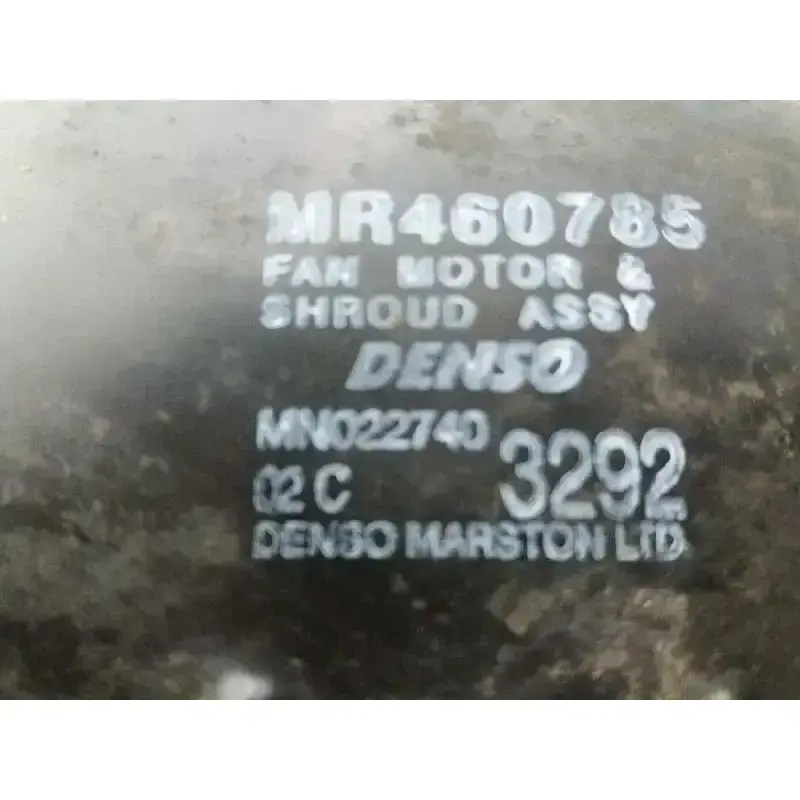 MR460785
FAN MOTOR &
SHROUD ASSY
DENSO
MN022740
02 C 3292
DENSO MARSTON LTD.